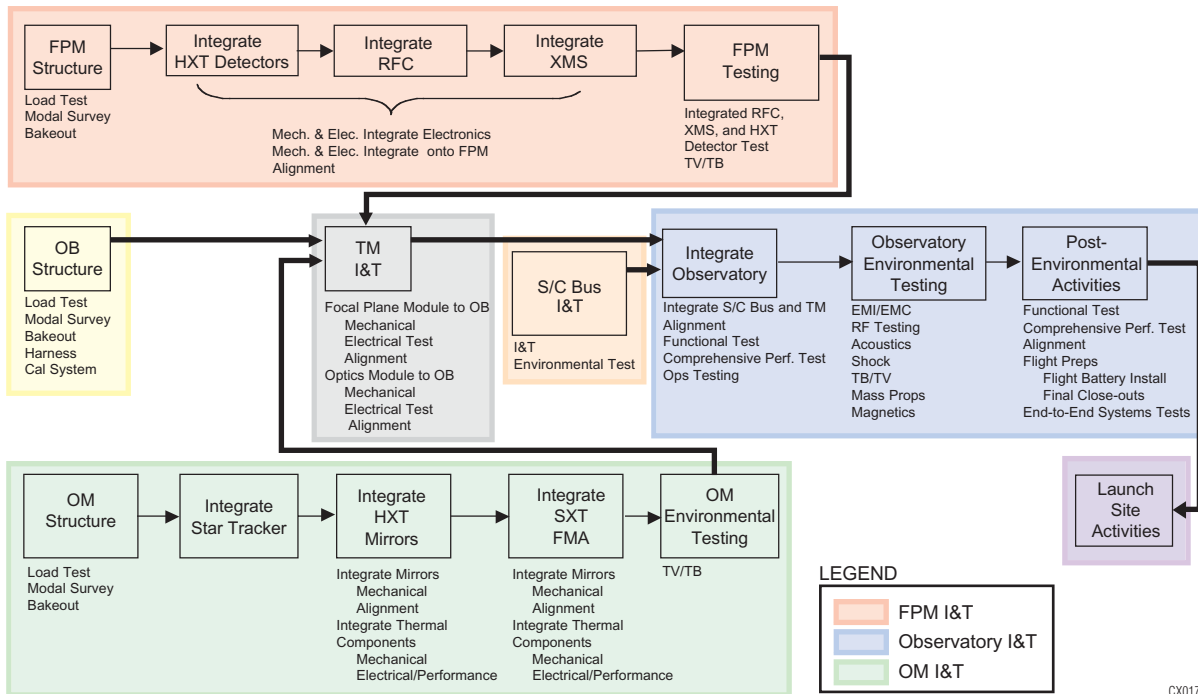 FPM
Structure
Load Test
Modal Survey
Bakeout
Integrate
HXT Detectors
Integrate
RFC
Integrate
XMS
Mech. & Elec. Integrate Electronics
Mech. & Elec. Integrate onto FPM
Alignment
FPM
Testing
Integrated RFC,
XMS, and HXT
Detector Test
TV/TB
OB
Structure
Load Test
Modal Survey
Bakeout
Harness
Cal System
TM
I&T
Focal Plane Module to OB
Mechanical
Electrical Test
Alignment
Optics Module to OB
Mechanical
Electrical Test
Alignment
S/C Bus
I&T
I&T
Environmental Test
Integrate
Observatory
Integrate S/C Bus and TM
Alignment
Functional Test
Comprehensive Perf. Test
Ops Testing
Observatory
Environmental
Testing
EMI/EMC
RF Testing
Acoustics
Shock
TB/TV
Mass Props
Magnetics
Post-
Environmental
Activities
Functional Test
Comprehensive Perf. Test
Alignment
Flight Preps
Flight Battery Install
Final Close-outs
End-to-End Systems Tests
OM
Structure
Load Test
Modal Survey
Bakeout
Integrate
Star Tracker
Integrate
HXT
Mirrors
Integrate Mirrors
Mechanical
Alignment
Integrate Thermal
Components
Mechanical
Electrical/Performance
Integrate
SXT
FMA
Integrate Mirrors
Mechanical
Alignment
Integrate Thermal
Components
Mechanical
Electrical/Performance
OM
Environmental
Testing
TV/TB
Launch
Site
Activities
LEGEND
FPM I&T
Observatory I&T
OM I&T
CX017